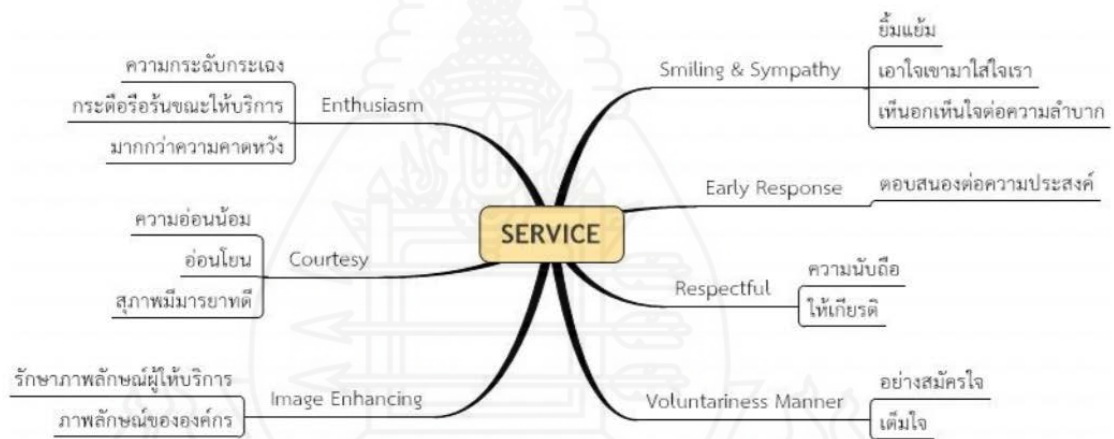 SERVICE
Smiling & Sympathy
ยิ้มแย้ม
เอาใจเขามาใส่ใจเรา
เห็นอกเห็นใจต่อความลำบาก
Early Response
ตอบสนองต่อความประสงค์
Respectful
ความนับถือ
ให้เกียรติ
Voluntariness Manner
อย่างสมัครใจ
เต็มใจ
Enthusiasm
ความกระฉับกระเฉง
กระตือรือร้นขณะให้บริการ
มากกว่าความคาดหวัง
Courtesy
ความอ่อนน้อม
อ่อนโยน
สุภาพมีมารยาทดี
Image Enhancing
รักษาภาพลักษณ์ผู้ให้บริการ
ภาพลักษณ์ขององค์กร